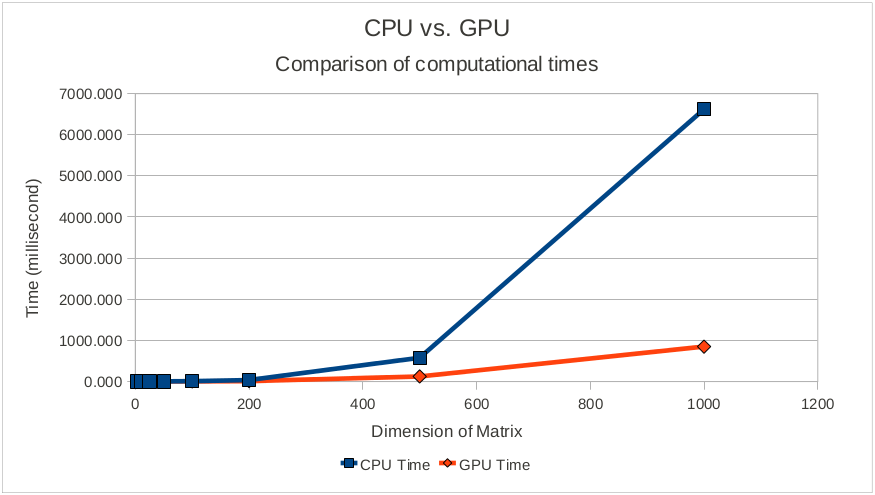 CPU vs. GPU
Comparison of computational times
7000.000
6000.000
5000.000
4000.000
3000.000
2000.000
1000.000
0.000
Time (millisecond)
0 200 400 600 800 1000 1200
Dimension of Matrix
CPU Time GPU Time